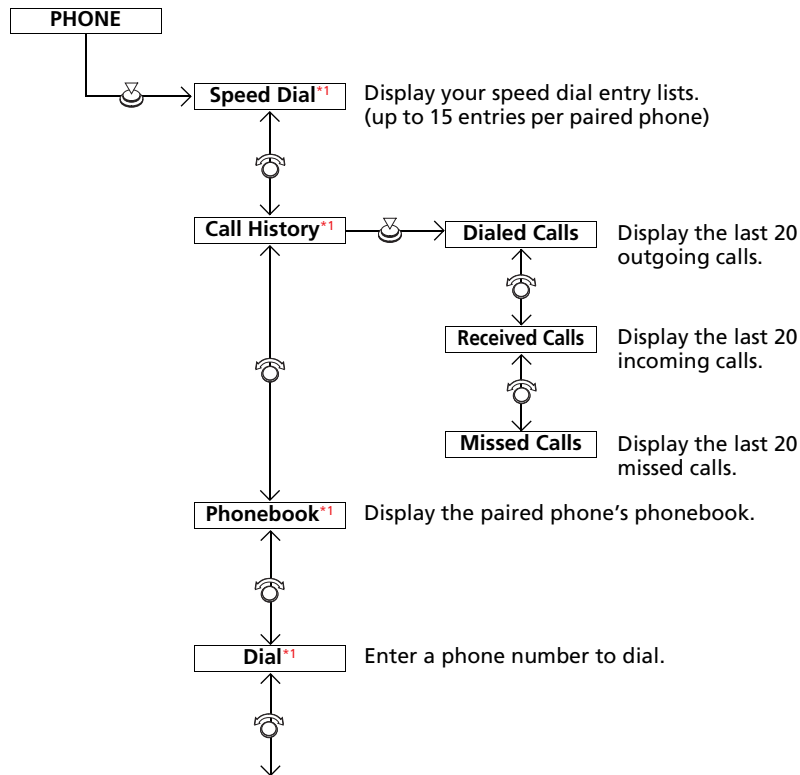 PHONE
Speed Dial*1
Display your speed dial entry lists.
(up to 15 entries per paired phone)
Call History*1
Dialed Calls
Display the last 20
outgoing calls.
Received Calls
Display the last 20
incoming calls.
Missed Calls
Display the last 20
missed calls.
Phonebook*1
Display the paired phone’s phonebook.
Dial*1
Enter a phone number to dial.